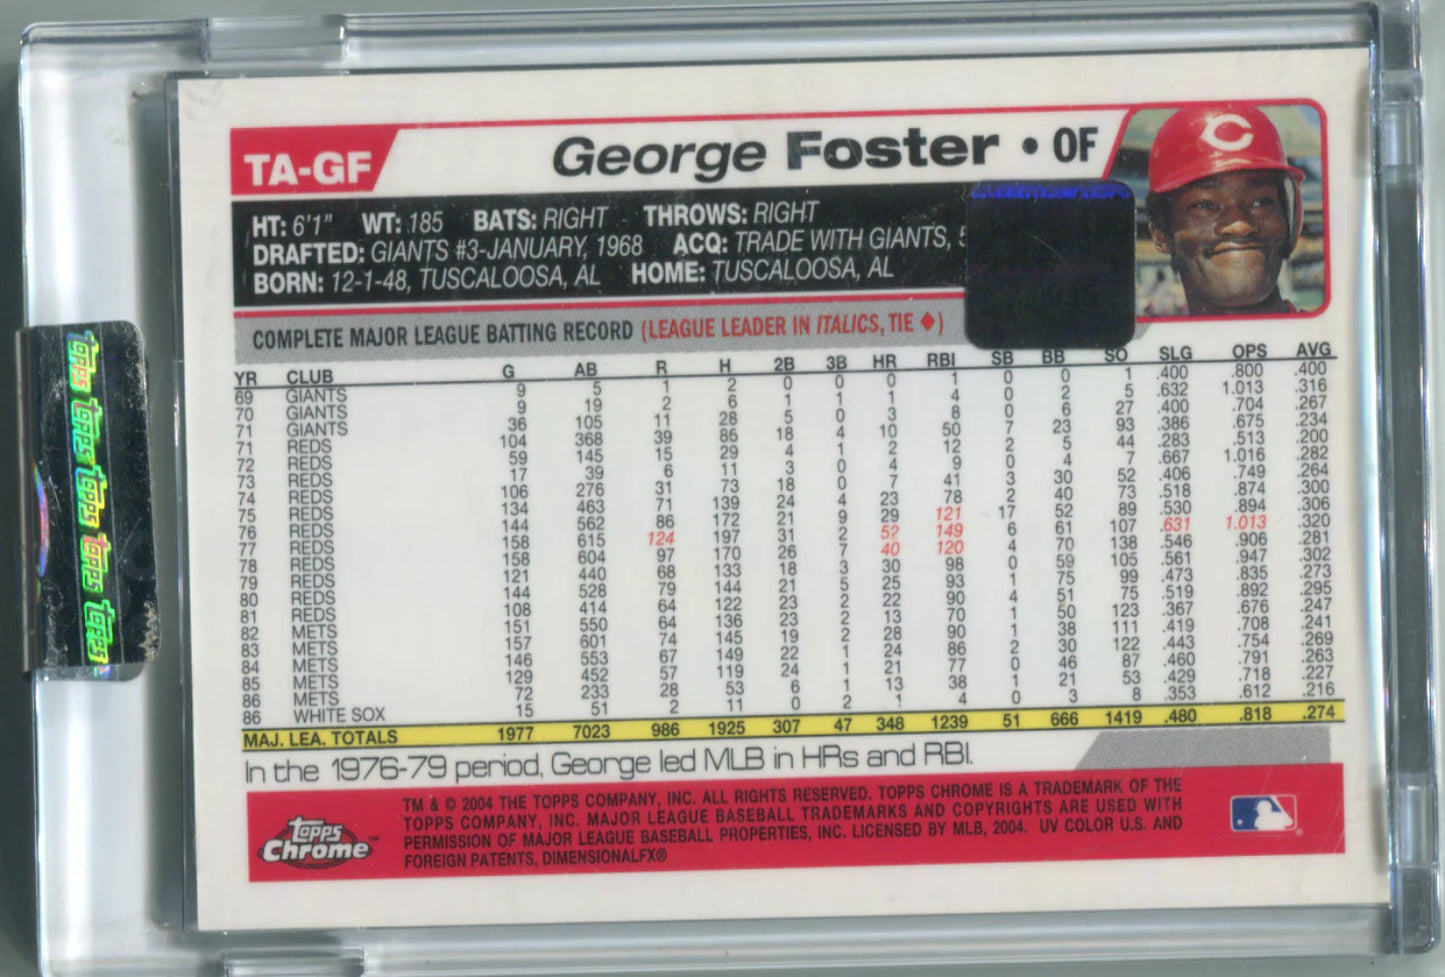 TA-GF
George Foster • OF
HT: 6'1" WT: 185 BATS: RIGHT THROWS: RIGHT
DRAFTED: GIANTS #3-JANUARY, 1968 ACQ: TRADE WITH GIANTS,
BORN: 12-1-48, TUSCALOOSA, AL HOME: TUSCALOOSA, AL
COMPLETE MAJOR LEAGUE BATTING RECORD (LEAGUE LEADER IN ITALICS, TIE ♦)
YR CLUB G AB R H 2B 3B HR RBI SB BB SO SLG OPS AVG
69 GIANTS 9 5 1 2 0 0 0 1 0 0 1 .400 .800 .400
70 GIANTS 9 19 2 6 1 1 1 4 0 2 5 .632 1.013 .316
71 GIANTS 36 105 11 28 5 0 3 8 0 6 27 .400 .704 .267
71 REDS 104 368 39 86 18 4 10 50 7 23 93 .386 .675 .234
72 REDS 59 145 15 29 4 1 2 12 2 5 44 .283 .513 .200
73 REDS 17 39 6 11 3 0 4 9 0 4 7 .667 1.016 .282
74 REDS 106 276 31 73 18 0 7 41 3 30 52 .406 .749 .264
75 REDS 134 463 71 139 24 4 23 78 2 40 73 .518 .874 .300
76 REDS 144 562 86 172 21 9 29 121 17 52 89 .530 .894 .306
77 REDS 158 615 124 197 31 2 52 149 6 61 107 .631 1.013 .320
78 REDS 158 604 97 170 26 7 40 120 4 70 138 .546 .906 .281
79 REDS 121 440 68 133 18 3 30 98 0 59 105 .561 .947 .302
80 REDS 144 528 79 144 21 5 25 93 1 75 99 .473 .835 .273
81 REDS 108 414 64 122 23 2 22 90 4 51 75 .519 .892 .295
82 METS 151 550 64 136 23 2 13 70 1 50 123 .367 .676 .247
83 METS 157 601 74 145 19 2 28 90 1 38 111 .419 .708 .241
84 METS 146 553 67 149 22 1 24 86 2 30 122 .443 .754 .269
85 METS 129 452 57 119 24 1 21 77 0 46 87 .460 .791 .263
86 METS 72 233 28 53 6 1 13 38 1 21 53 .429 .718 .227
86 WHITE SOX 15 51 2 11 0 2 1 4 0 3 8 .353 .612 .216
MAJ. LEA. TOTALS 1977 7023 986 1925 307 47 348 1239 51 666 1419 .480 .818 .274
In the 1976-79 period, George led MLB in HRs and RBI.
Topps Chrome
TM & © 2004 THE TOPPS COMPANY, INC. ALL RIGHTS RESERVED. TOPPS CHROME IS A TRADEMARK OF THE
TOPPS COMPANY, INC. MAJOR LEAGUE BASEBALL TRADEMARKS AND COPYRIGHTS ARE USED WITH
PERMISSION OF MAJOR LEAGUE BASEBALL PROPERTIES, INC. LICENSED BY MLB, 2004. UV COLOR U.S. AND
FOREIGN PATENTS, DIMENSIONALFX®
Topps Topps Topps Topps Topps